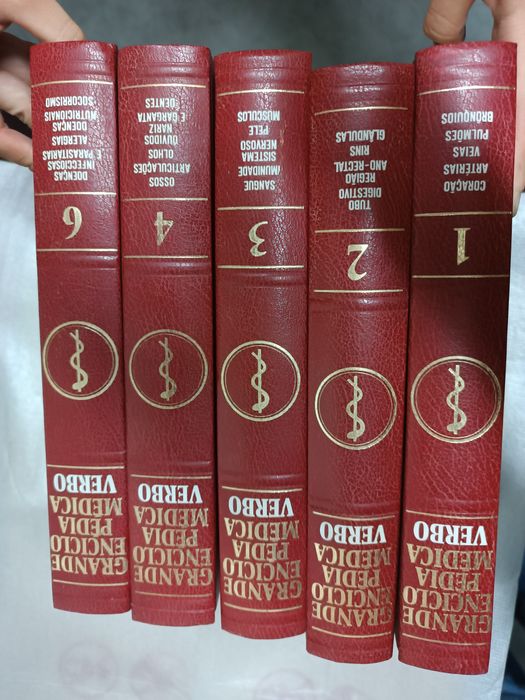 GRANDE
ENCICLO
PÉDIA
MÉDICA
VERBO
1
CORAÇÃO
ARTÉRIAS
VEIAS
PULMÕES
BRÔNQUIOS
GRANDE
ENCICLO
PÉDIA
MÉDICA
VERBO
2
TUBO
DIGESTIVO
REGIÃO
ANO-RECTAL
RINS
GLÂNDULAS
GRANDE
ENCICLO
PÉDIA
MÉDICA
VERBO
3
SANGUE
IMUNIDADE
SISTEMA
NERVOSO
PELE
MÚSCULOS
GRANDE
ENCICLO
PÉDIA
MÉDICA
VERBO
4
OSSOS
ARTICULAÇÕES
OLHOS
OUVIDOS
NARIZ
E GARGANTA
DENTES
GRANDE
ENCICLO
PÉDIA
MÉDICA
VERBO
6
DOENÇAS
INFECCIOSAS
E PARASITÁRIAS
ALERGIAS
DOENÇAS
NUTRICIONAIS
SOCORRISMO